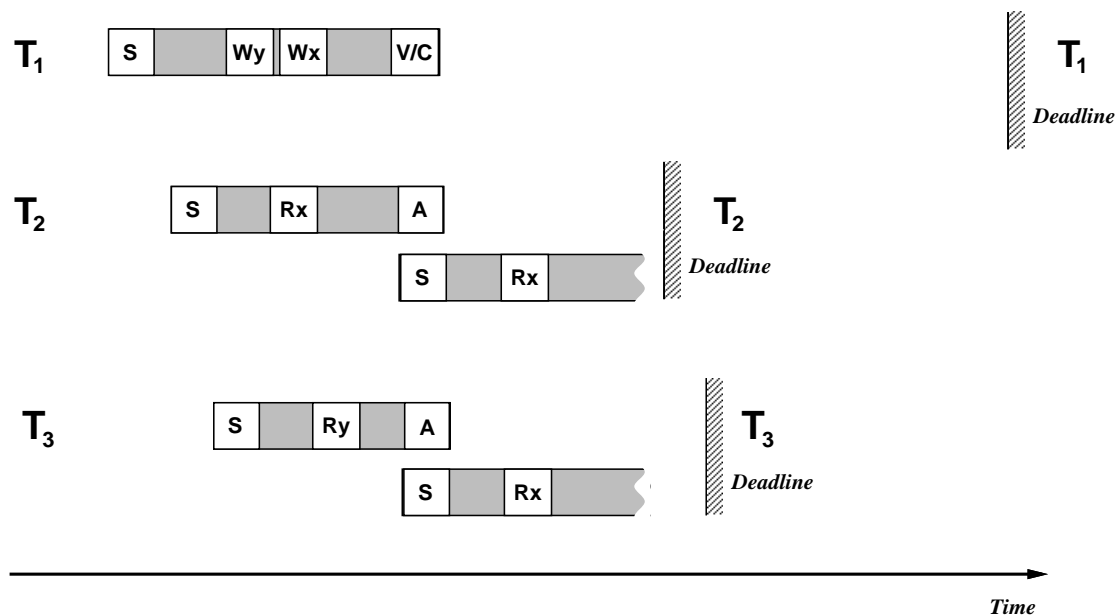 T1 S Wy Wx V/C T1
Deadline
T2 S Rx A T2
Deadline
S Rx
T3 S Ry A T3
Deadline
S Rx
Time